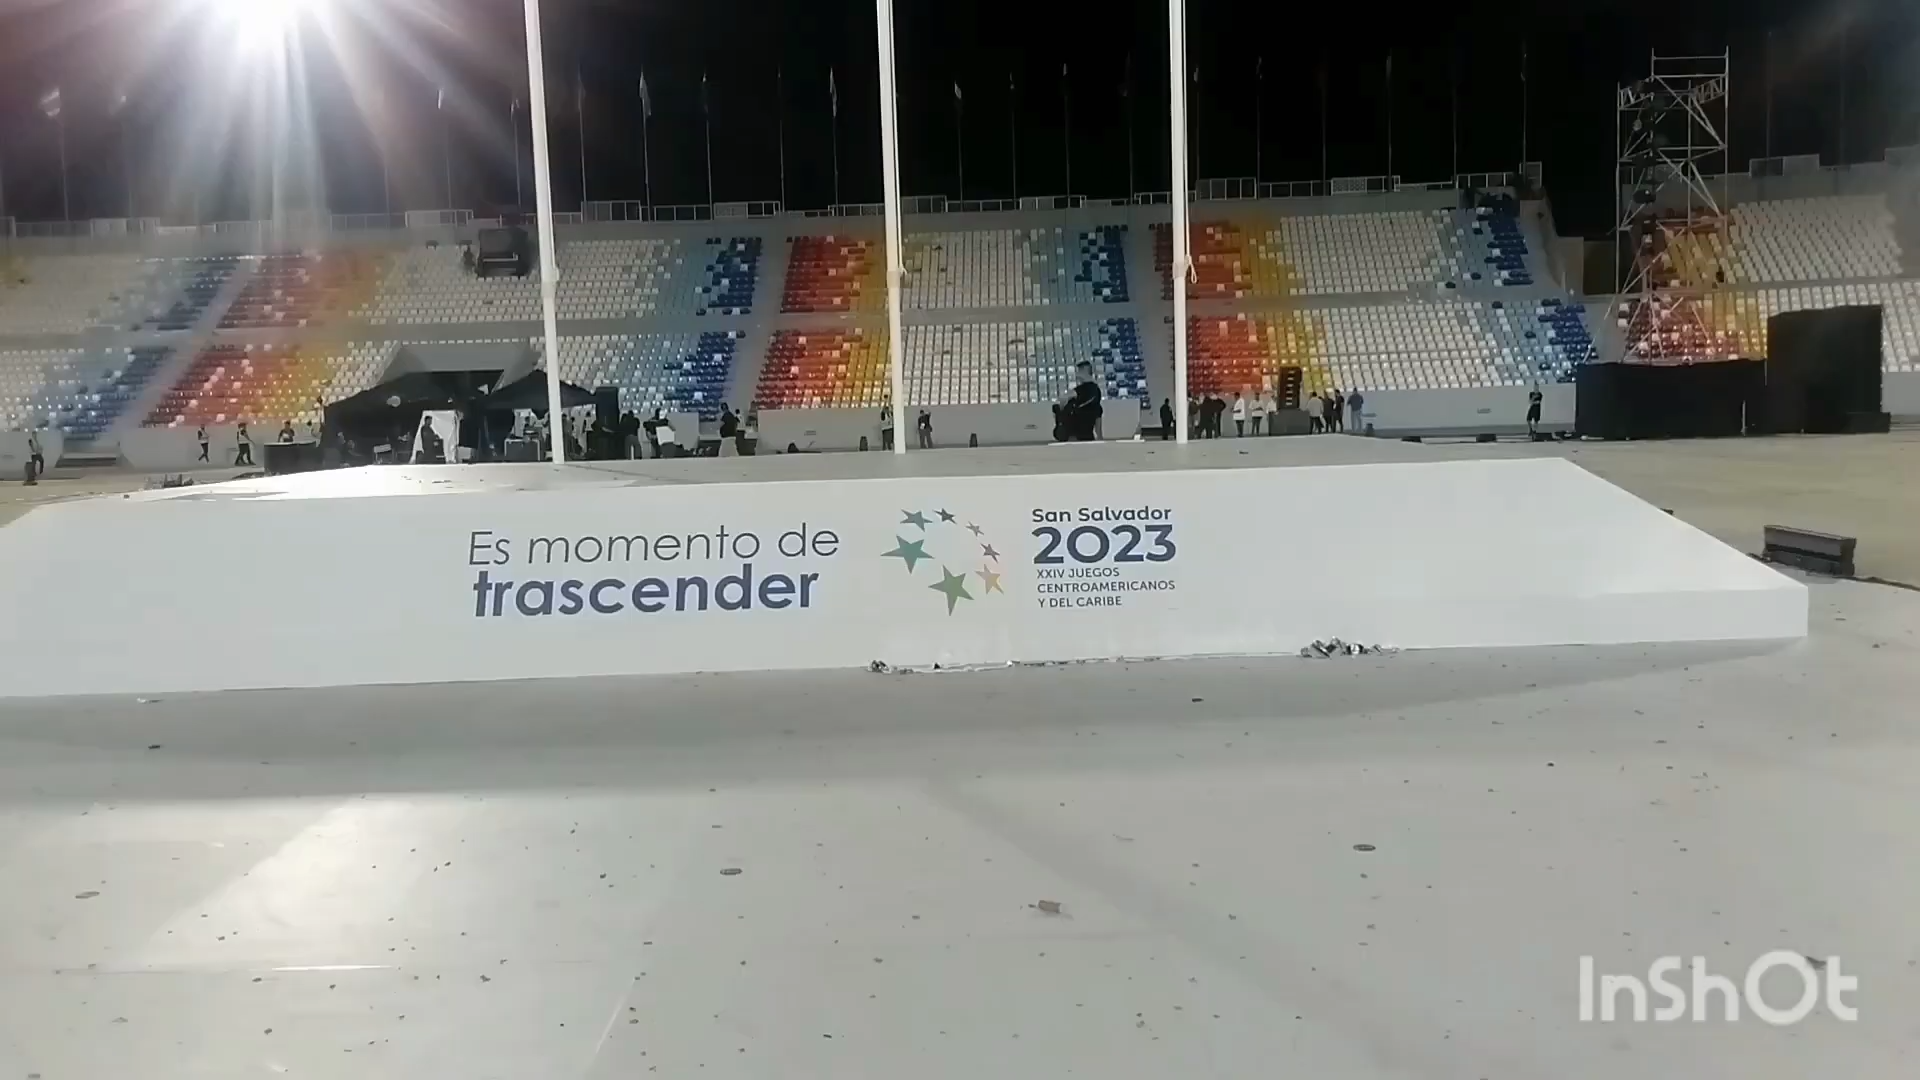 Es momento de
trascender
San Salvador
2023
XXIV JUEGOS
CENTROAMERICANOS
Y DEL CARIBE
InShOt